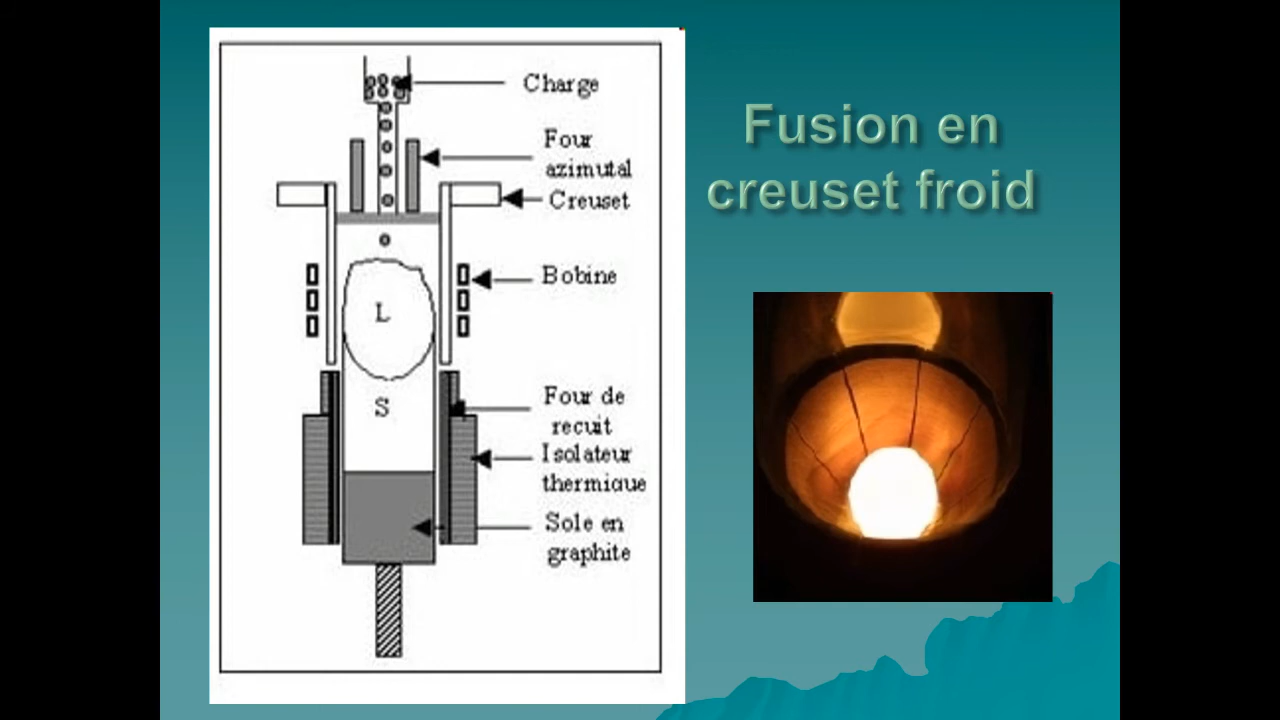 Charge
Four
azimutal
Creuset
Bobine
L
S
Four de
recuit
Isolateur
thermique
Sole en
graphite
Fusion en
creuset froid